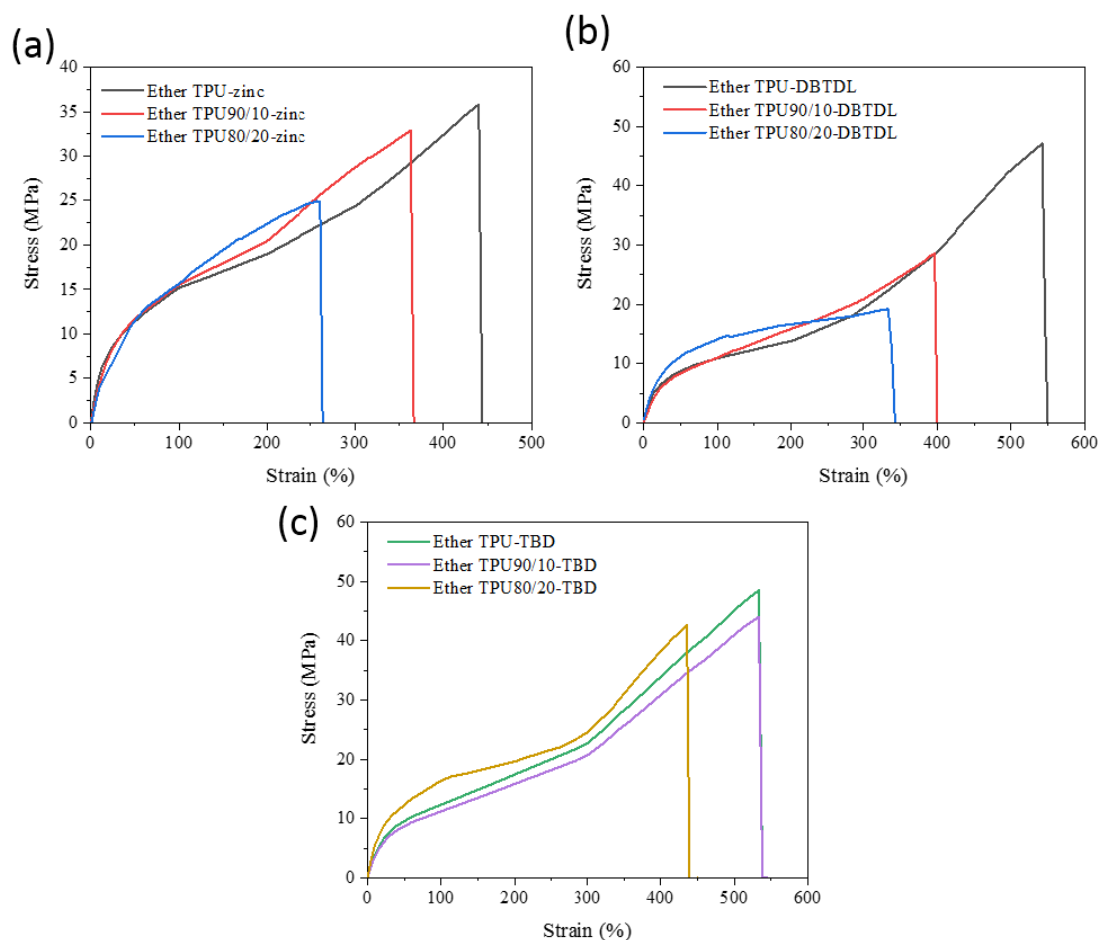 (a)
40
35
30
25
20
15
10
5
0
Stress (MPa)
Ether TPU-zinc
Ether TPU90/10-zinc
Ether TPU80/20-zinc
0 100 200 300 400 500
Strain (%)
(b)
60
50
40
30
20
10
0
Stress (MPa)
Ether TPU-DBTDL
Ether TPU90/10-DBTDL
Ether TPU80/20-DBTDL
0 100 200 300 400 500 600
Strain (%)
(c)
60
50
40
30
20
10
0
Stress (MPa)
Ether TPU-TBD
Ether TPU90/10-TBD
Ether TPU80/20-TBD
0 100 200 300 400 500 600
Strain (%)